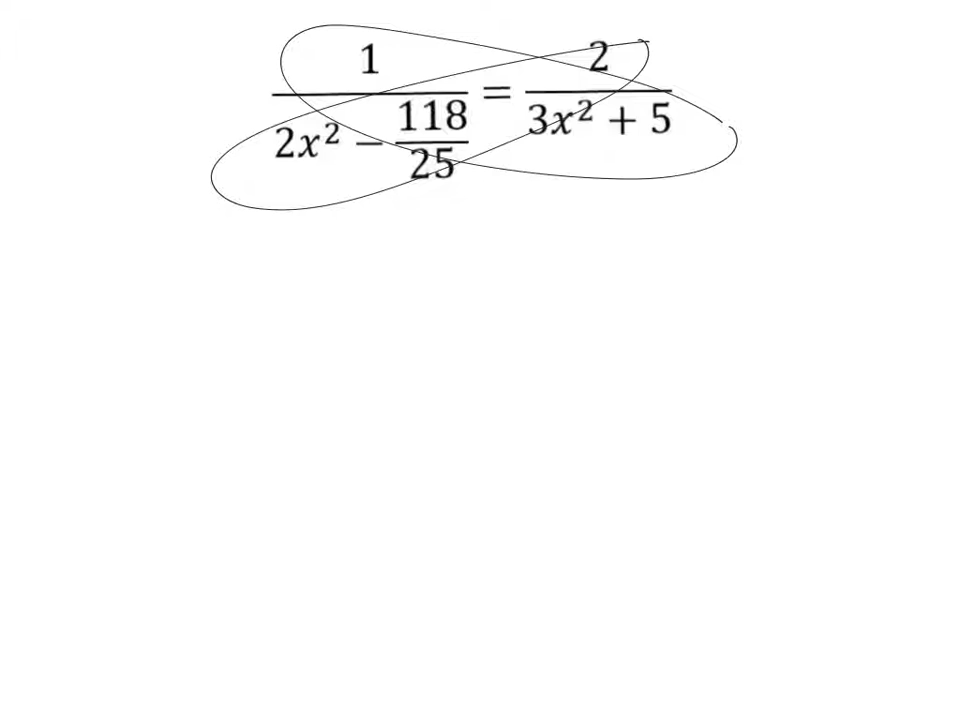 1/(2x² − 118/25) = 2/(3x² + 5)